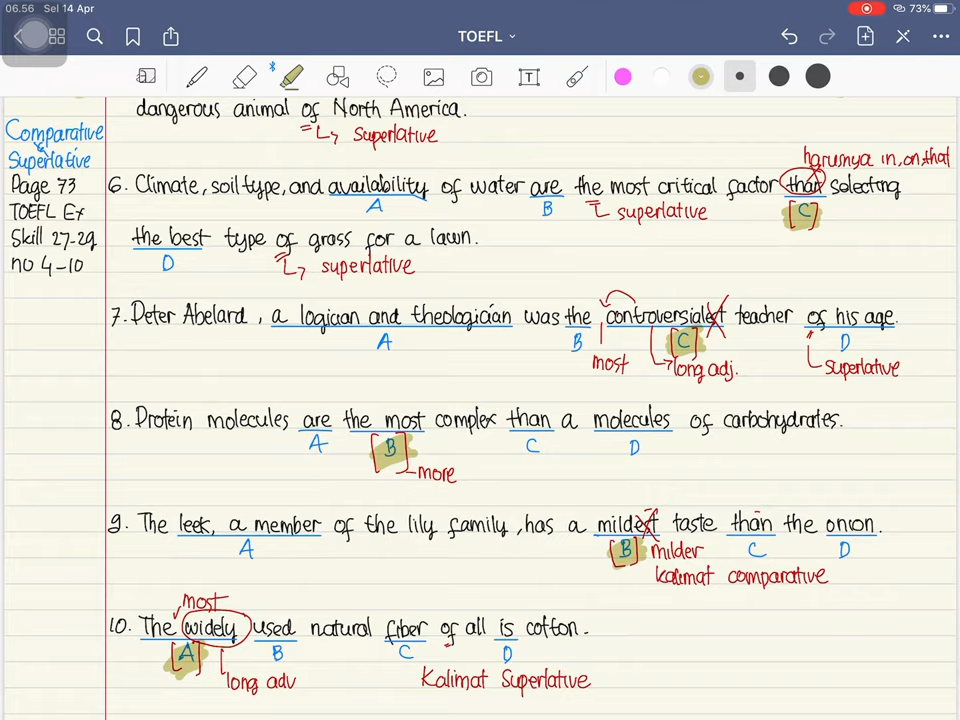 06.56 Sel 14 Apr
73%
TOEFL
dangerous animal of North America.
Superlative
Comparative
Superlative
Page 73
TOEFL Ex
Skill 27-29
no 4-10
harusnya in, on, that
6. Climate, soil type, and availability of water are the most critical factor than selecting
A B superlative [C]
the best type of grass for a lawn.
D superlative
7. Peter Abelard, a logician and theologician was the controversialest teacher of his age.
A B [C] D
most long adj. Superlative
8. Protein molecules are the most complex than a molecules of carbohydrates.
A [B] C D
more
9. The leek, a member of the lily family, has a mildest taste than the onion.
A [B] milder C D
kalimat comparative
most
10. The widely used natural fiber of all is cotton.
[A] B C D
long adv Kalimat Superlative